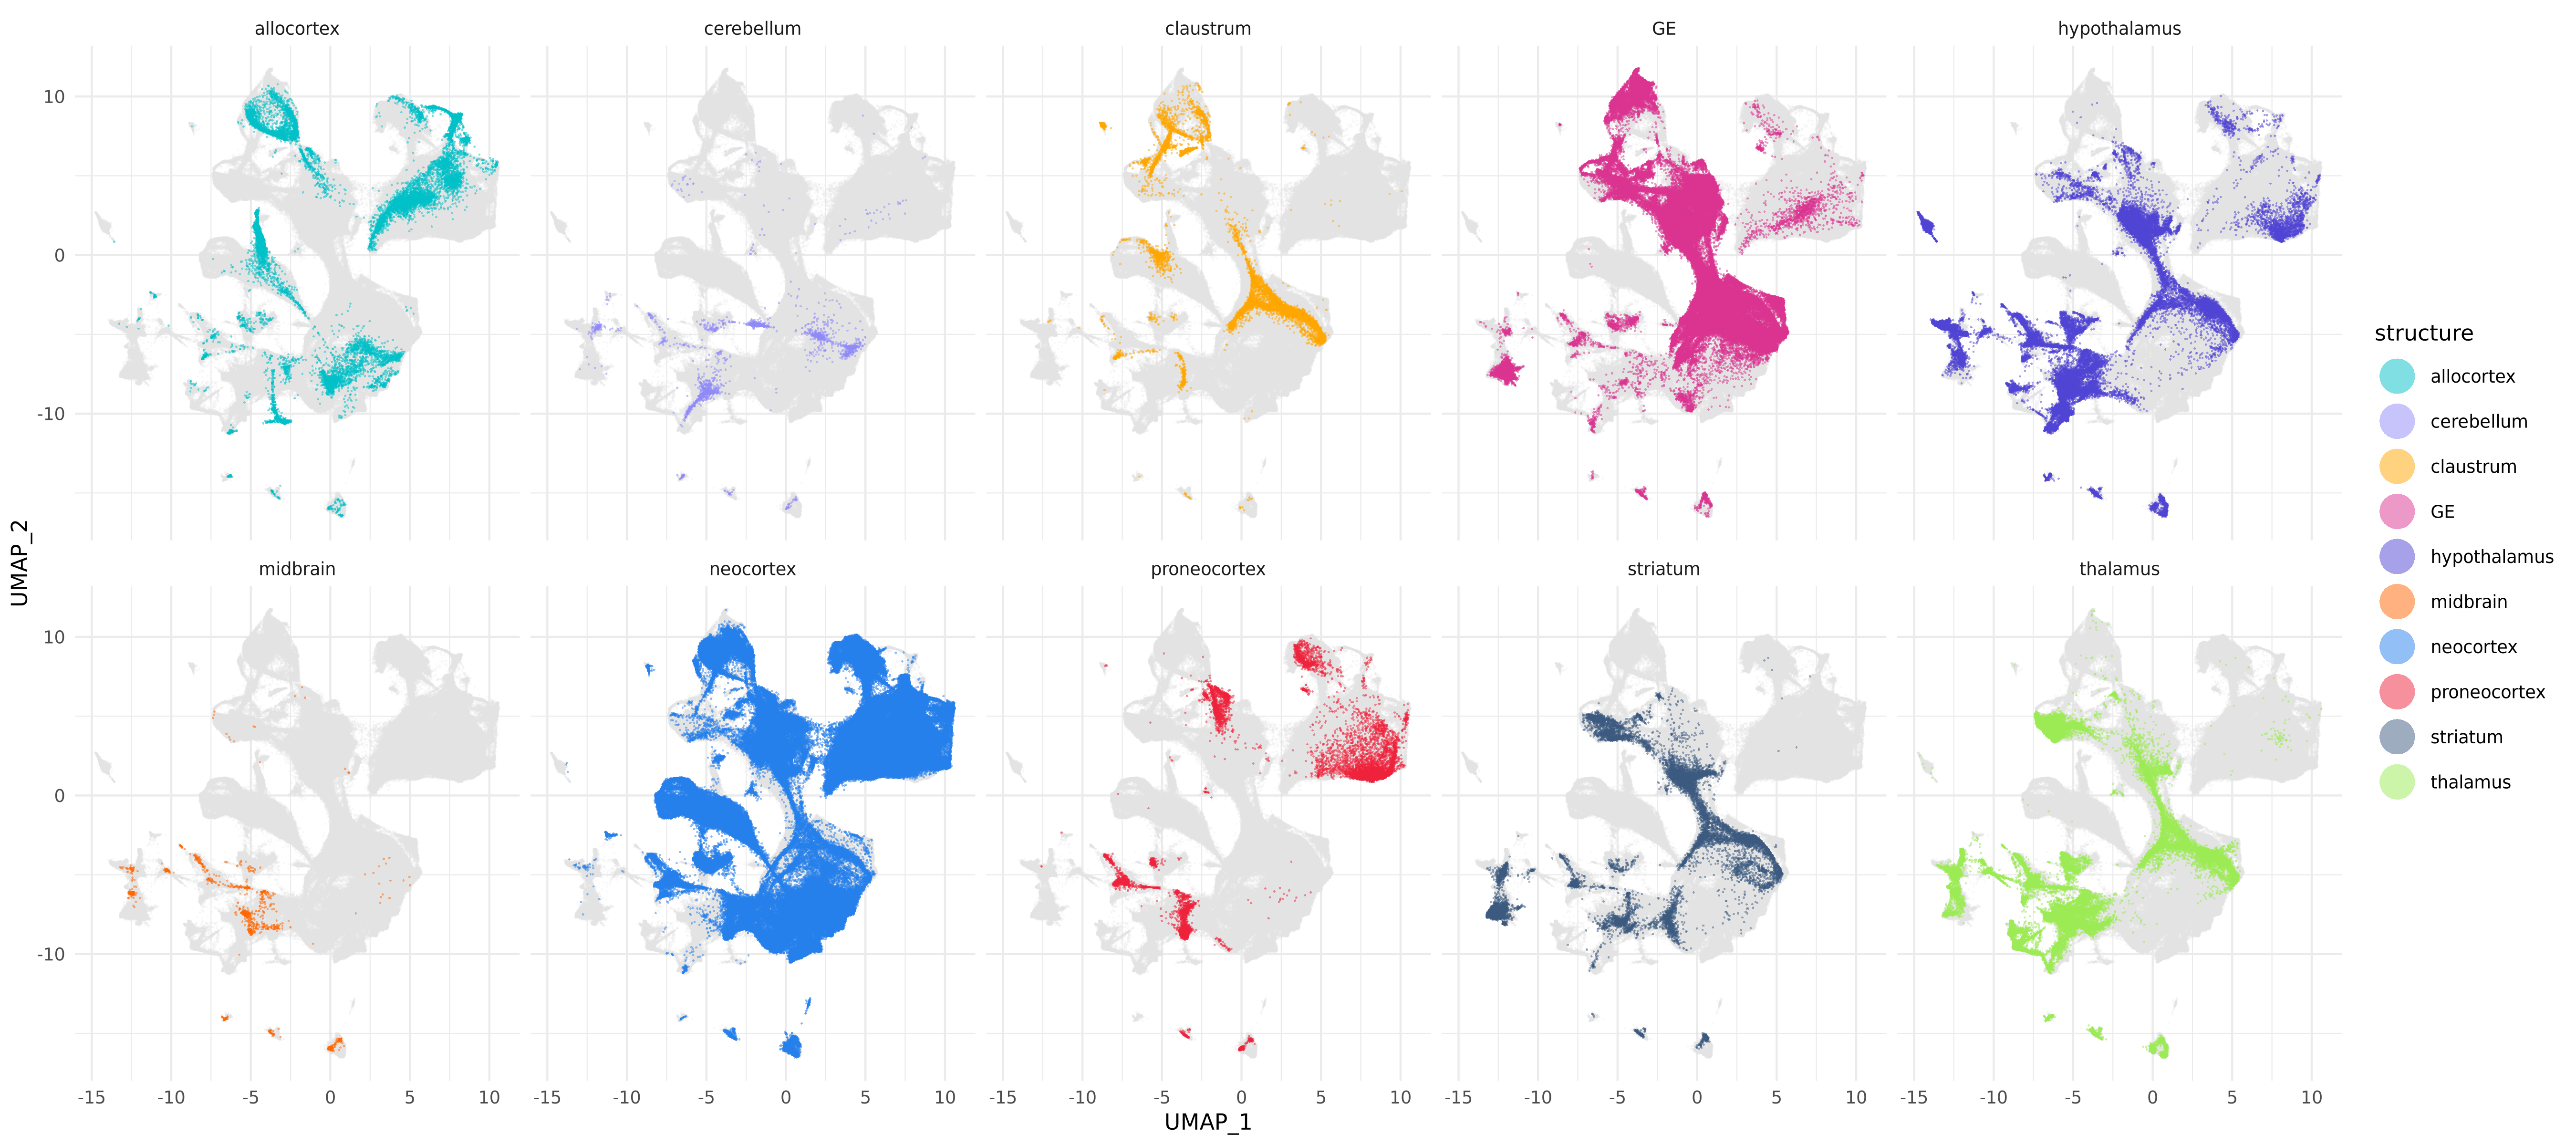 allocortex
cerebellum
claustrum
GE
hypothalamus
10
0
-10
midbrain
neocortex
proneocortex
striatum
thalamus
10
0
-10
-15 -10 -5 0 5 10
-15 -10 -5 0 5 10
-15 -10 -5 0 5 10
-15 -10 -5 0 5 10
-15 -10 -5 0 5 10
UMAP_1
UMAP_2
structure
allocortex
cerebellum
claustrum
GE
hypothalamus
midbrain
neocortex
proneocortex
striatum
thalamus